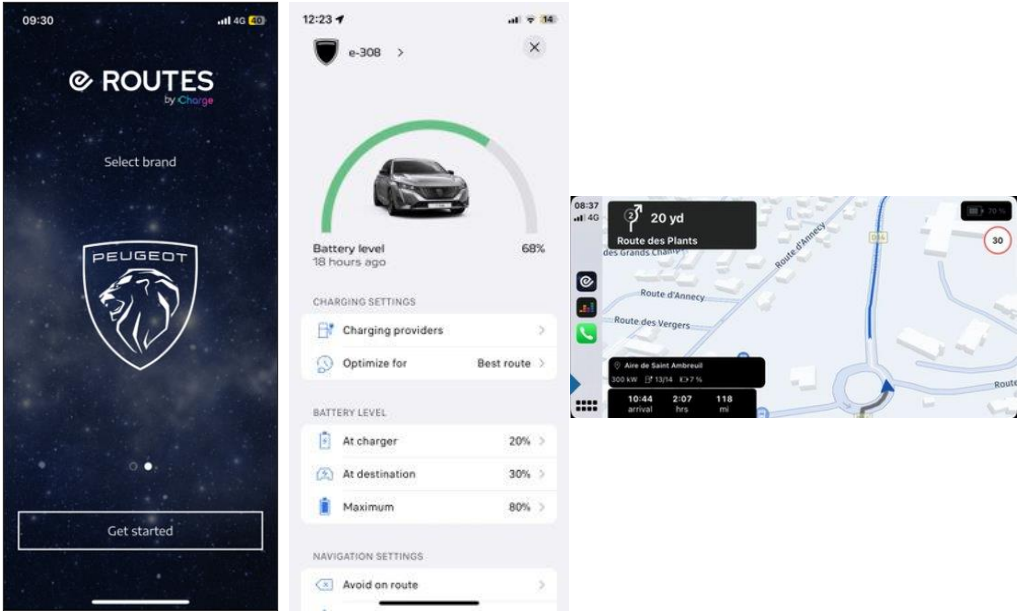 09:30
4G 40
ROUTES
by Charge
Select brand
PEUGEOT
Get started
12:23
14
e-308
Battery level 68%
18 hours ago
CHARGING SETTINGS
Charging providers
Optimize for Best route
BATTERY LEVEL
At charger 20%
At destination 30%
Maximum 80%
NAVIGATION SETTINGS
Avoid on route
08:37
4G
2 20 yd
Route des Plants
70 %
30
des Grands Champs
Route d'Annecy
Route d'Annecy
Route des Vergers
Route
Aire de Saint Ambreuil
300 kW 13/14 7 %
10:44 2:07 118
arrival hrs mi